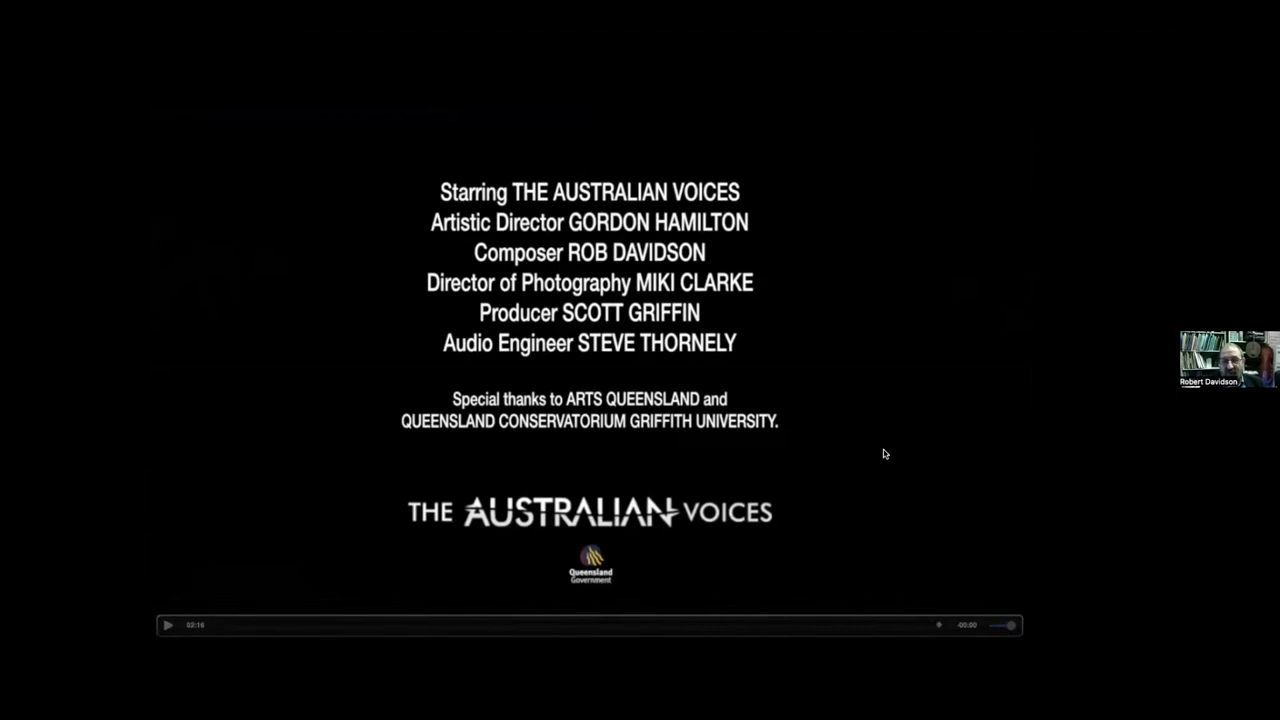 Starring THE AUSTRALIAN VOICES
Artistic Director GORDON HAMILTON
Composer ROB DAVIDSON
Director of Photography MIKI CLARKE
Producer SCOTT GRIFFIN
Audio Engineer STEVE THORNELY
Special thanks to ARTS QUEENSLAND and
QUEENSLAND CONSERVATORIUM GRIFFITH UNIVERSITY.
THE AUSTRALIAN VOICES
Queensland
Government
02:16
-00:00
Robert Davidson